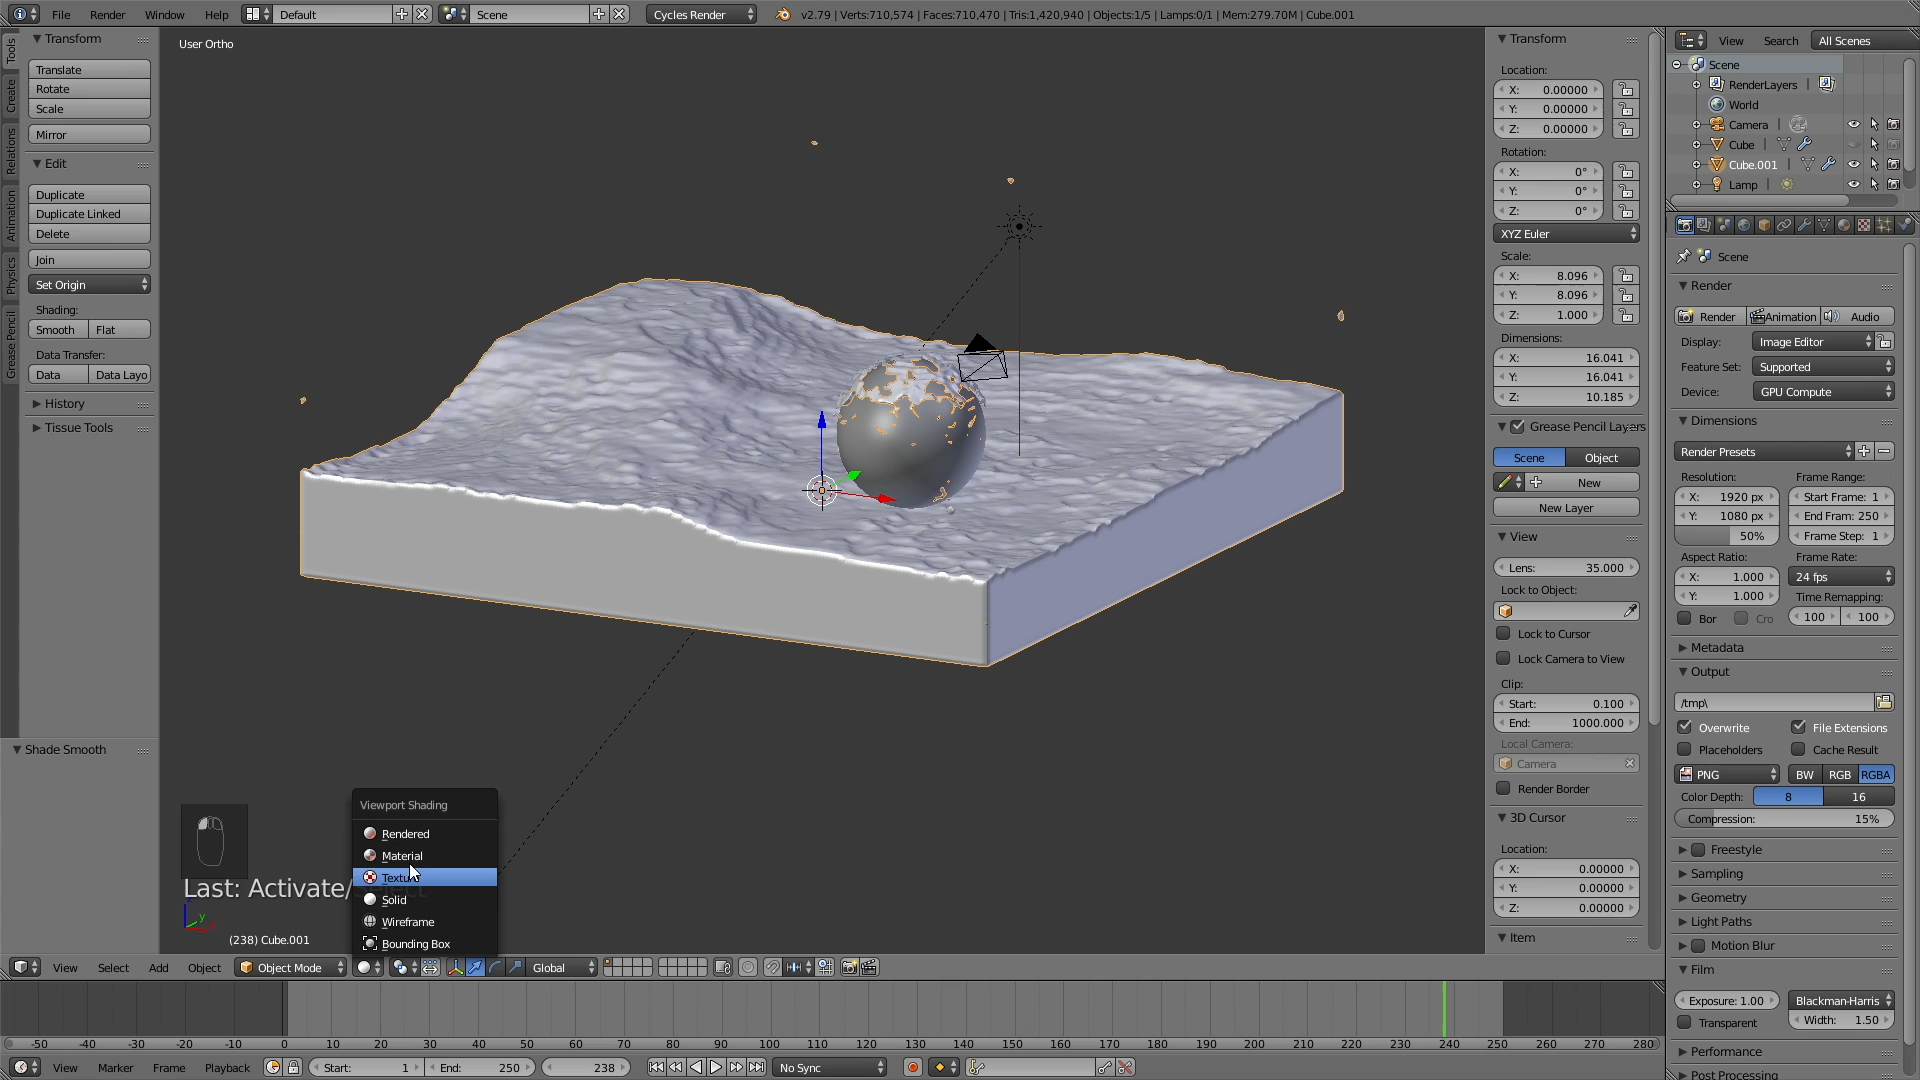 File Render Window Help Default Scene Cycles Render v2.79 | Verts:710,574 | Faces:710,470 | Tris:1,420,940 | Objects:1/5 | Lamps:0/1 | Mem:279.70M | Cube.001
Tools
Create
Relations
Animation
Physics
Grease Pencil
Transform
Translate
Rotate
Scale
Mirror
Edit
Duplicate
Duplicate Linked
Delete
Join
Set Origin
Shading:
Smooth Flat
Data Transfer:
Data Data Layo
History
Tissue Tools
Shade Smooth
User Ortho
Viewport Shading
Rendered
Material
Solid
Wireframe
Bounding Box
Last: Activate/
y
(238) Cube.001
View Select Add Object Object Mode Global
Transform
Location:
X: 0.00000
Y: 0.00000
Z: 0.00000
Rotation:
X: 0°
Y: 0°
Z: 0°
XYZ Euler
Scale:
X: 8.096
Y: 8.096
Z: 1.000
Dimensions:
X: 16.041
Y: 16.041
Z: 10.185
Grease Pencil Layers
Scene Object
New
New Layer
View
Lens: 35.000
Lock to Object:
Lock to Cursor
Lock Camera to View
Clip:
Start: 0.100
End: 1000.000
Local Camera:
Camera
Render Border
3D Cursor
Location:
X: 0.00000
Y: 0.00000
Z: 0.00000
Item
View Search All Scenes
Scene
RenderLayers |
World
Camera |
Cube |
Cube.001 |
Lamp |
Scene
Render
Render Animation Audio
Display: Image Editor
Feature Set: Supported
Device: GPU Compute
Dimensions
Render Presets
Resolution: Frame Range:
X: 1920 px Start Frame: 1
Y: 1080 px End Fram: 250
50% Frame Step: 1
Aspect Ratio: Frame Rate:
X: 1.000 24 fps
Y: 1.000 Time Remapping:
Bor Cro 100 100
Metadata
Output
/tmp\
Overwrite File Extensions
Placeholders Cache Result
PNG BW RGB RGBA
Color Depth: 8 16
Compression: 15%
Freestyle
Sampling
Geometry
Light Paths
Motion Blur
Film
Exposure: 1.00 Blackman-Harris
Transparent Width: 1.50
Performance
Post Processing
-50 -40 -30 -20 -10 0 10 20 30 40 50 60 70 80 90 100 110 120 130 140 150 160 170 180 190 200 210 220 230 240 250 260 270 280
View Marker Frame Playback Start: 1 End: 250 238 No Sync